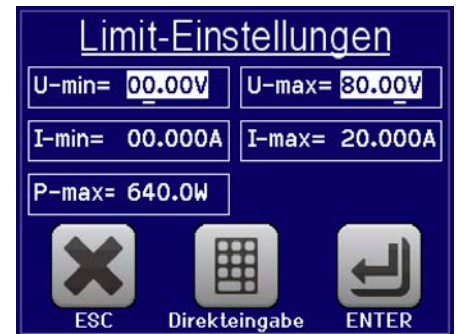 Limit-Einstellungen
U-min= 00.00V U-max= 80.00V
I-min= 00.000A I-max= 20.000A
P-max= 640.0W
ESC Direkteingabe ENTER